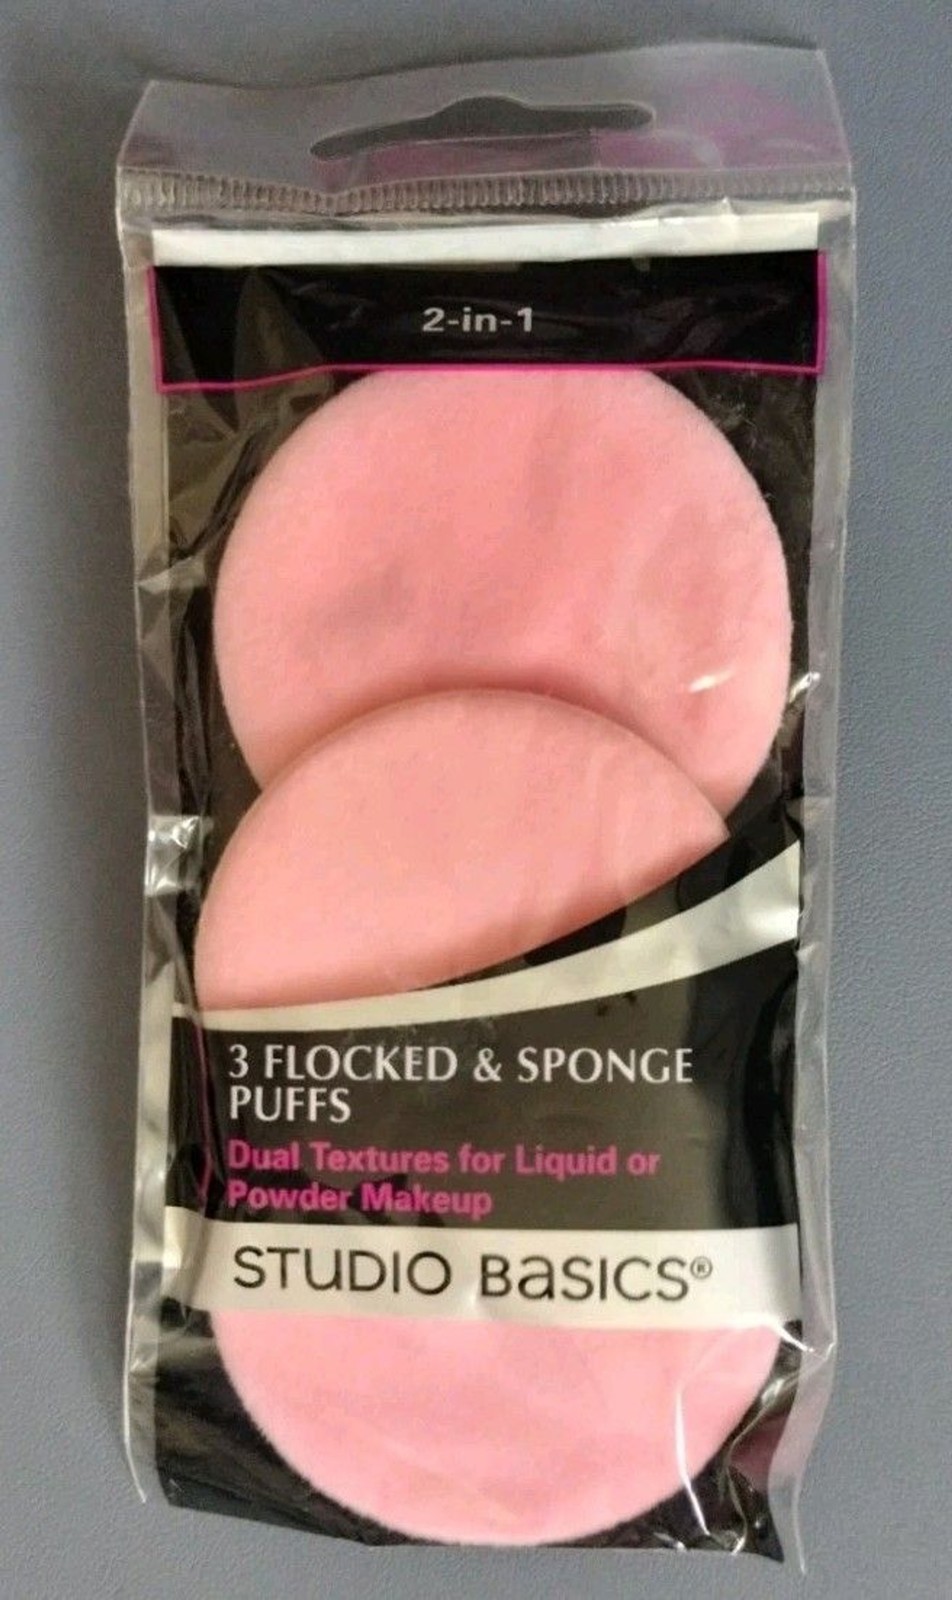 2-in-1
3 FLOCKED & SPONGE
PUFFS
Dual Textures for Liquid or
Powder Makeup
STUDIO BASICS®